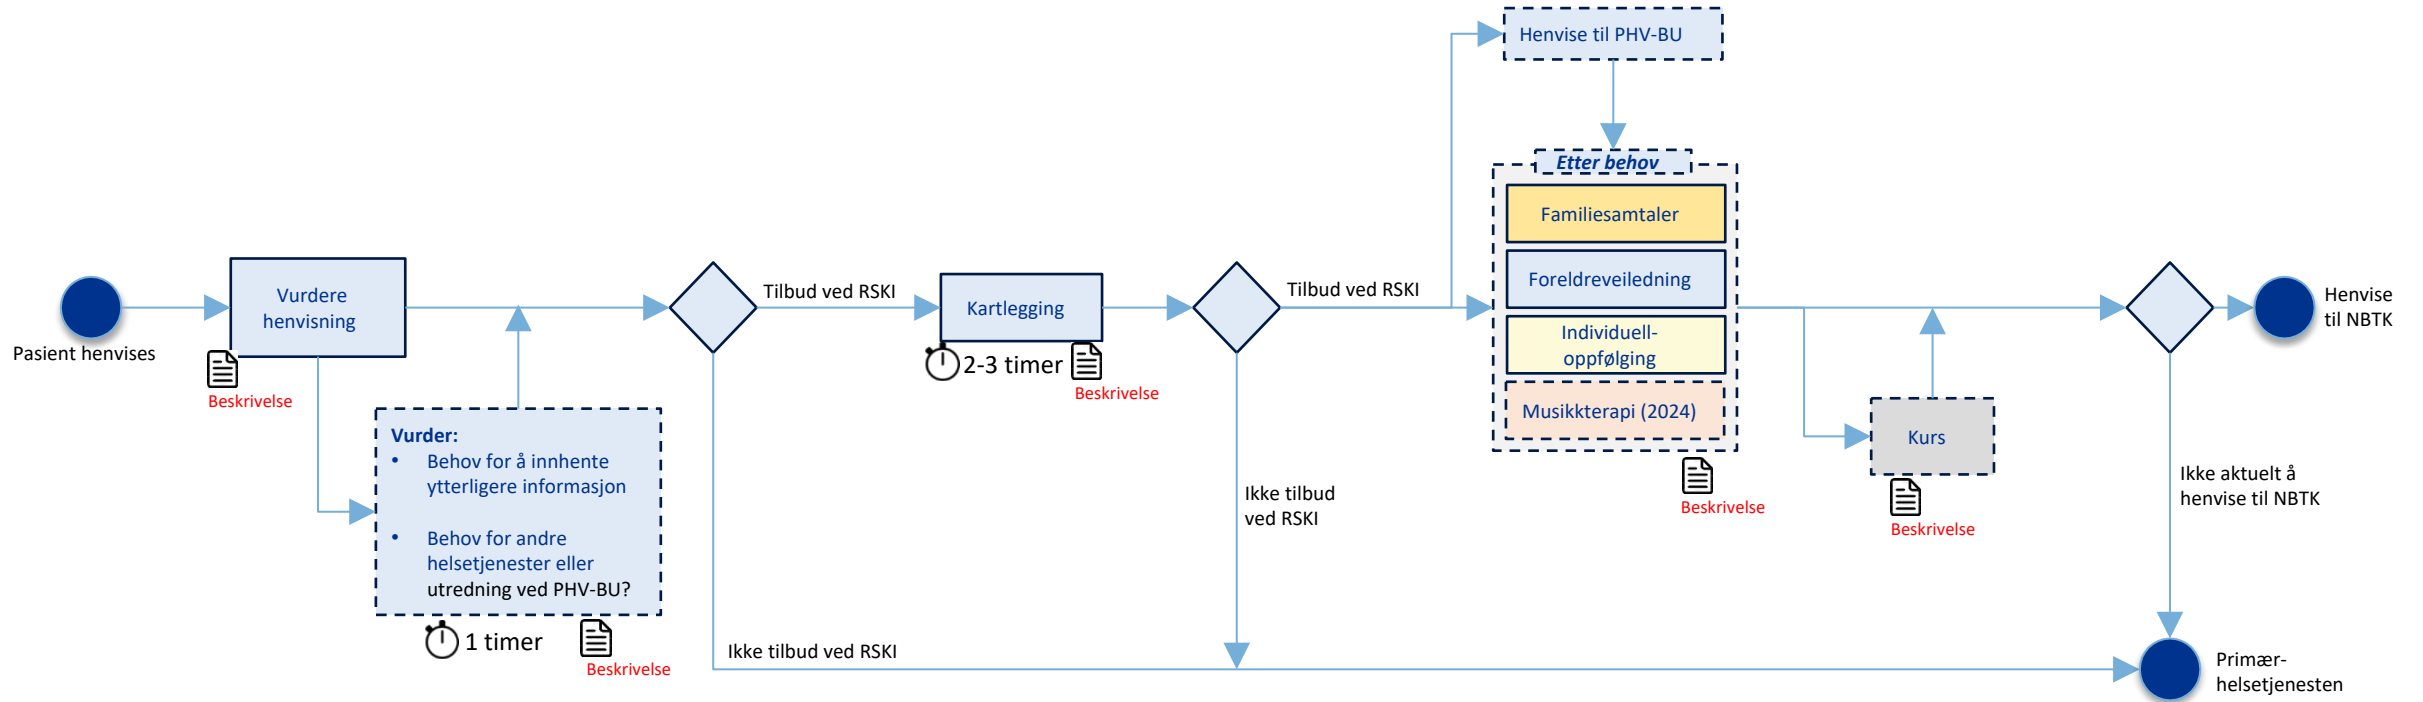 Henvise til PHV-BU
Etter behov
Familiesamtaler
Foreldreveiledning
Individuell-
oppfølging
Musikkterapi (2024)
Beskrivelse
Pasient henvises
Vurdere
henvisning
Beskrivelse
Vurder:
• Behov for å innhente
ytterligere informasjon
• Behov for andre
helsetjenester eller
utredning ved PHV-BU?
1 timer
Beskrivelse
Tilbud ved RSKI
Ikke tilbud ved RSKI
Kartlegging
2-3 timer
Beskrivelse
Tilbud ved RSKI
Ikke tilbud
ved RSKI
Kurs
Beskrivelse
Henvise
til NBTK
Ikke aktuelt å
henvise til NBTK
Primær-
helsetjenesten